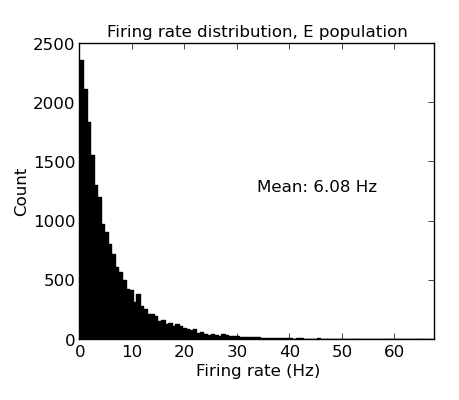 Firing rate distribution, E population
2500
2000
1500
1000
500
0
Count
Mean: 6.08 Hz
0 10 20 30 40 50 60
Firing rate (Hz)